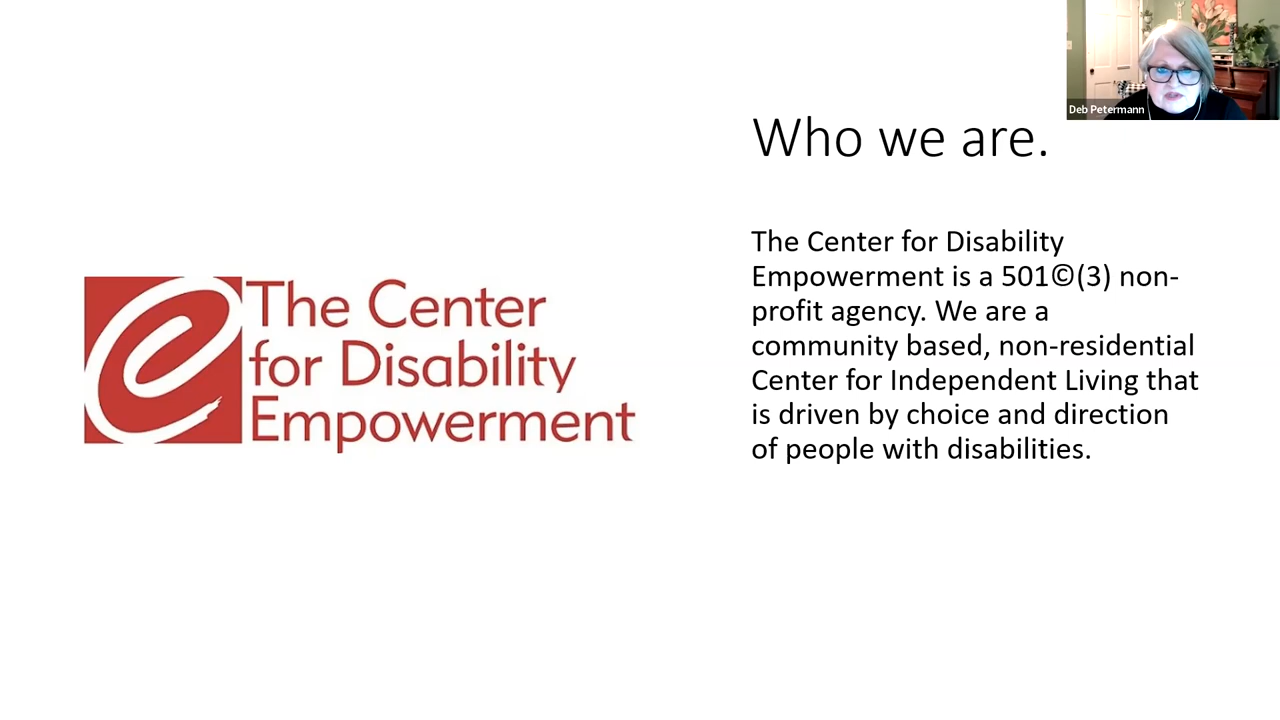 The Center
for Disability
Empowerment
Who we are.
The Center for Disability
Empowerment is a 501©(3) non-
profit agency. We are a
community based, non-residential
Center for Independent Living that
is driven by choice and direction
of people with disabilities.
Deb Petermann